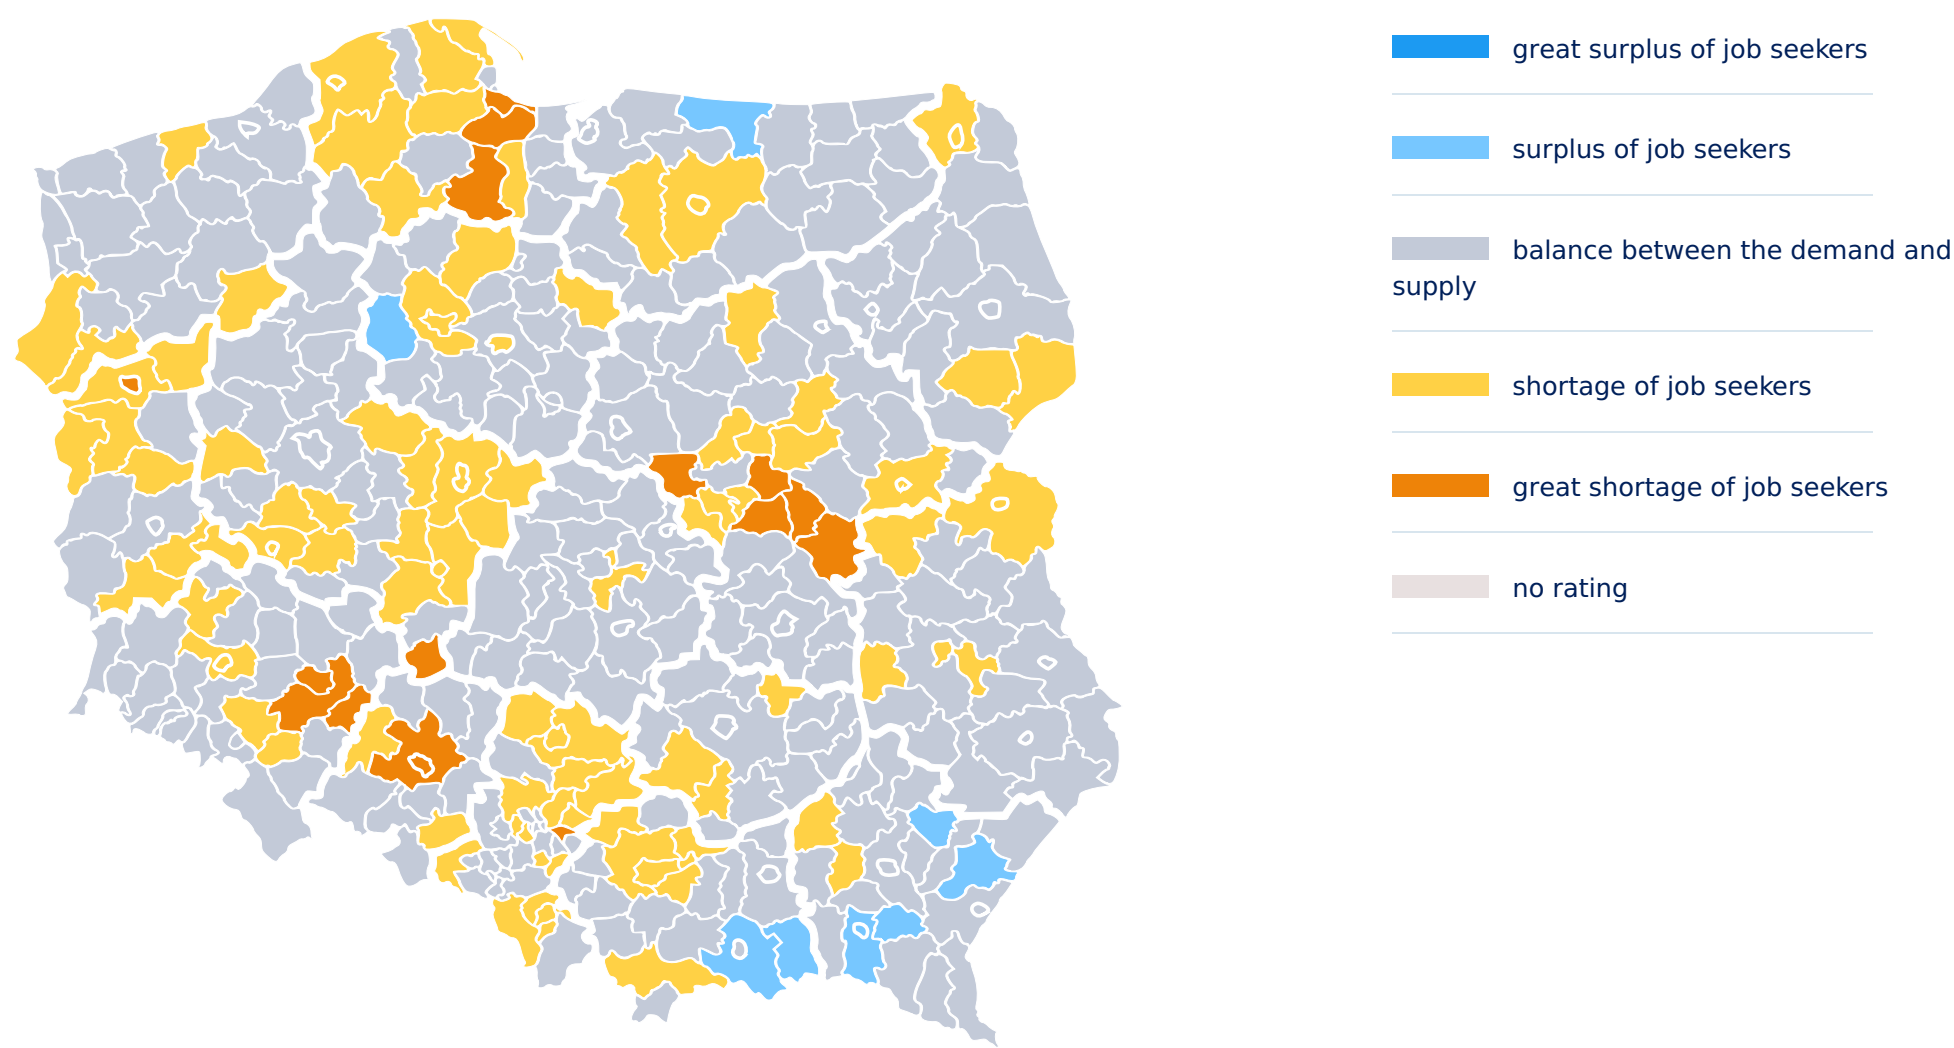 great surplus of job seekers
surplus of job seekers
balance between the demand and
supply
shortage of job seekers
great shortage of job seekers
no rating